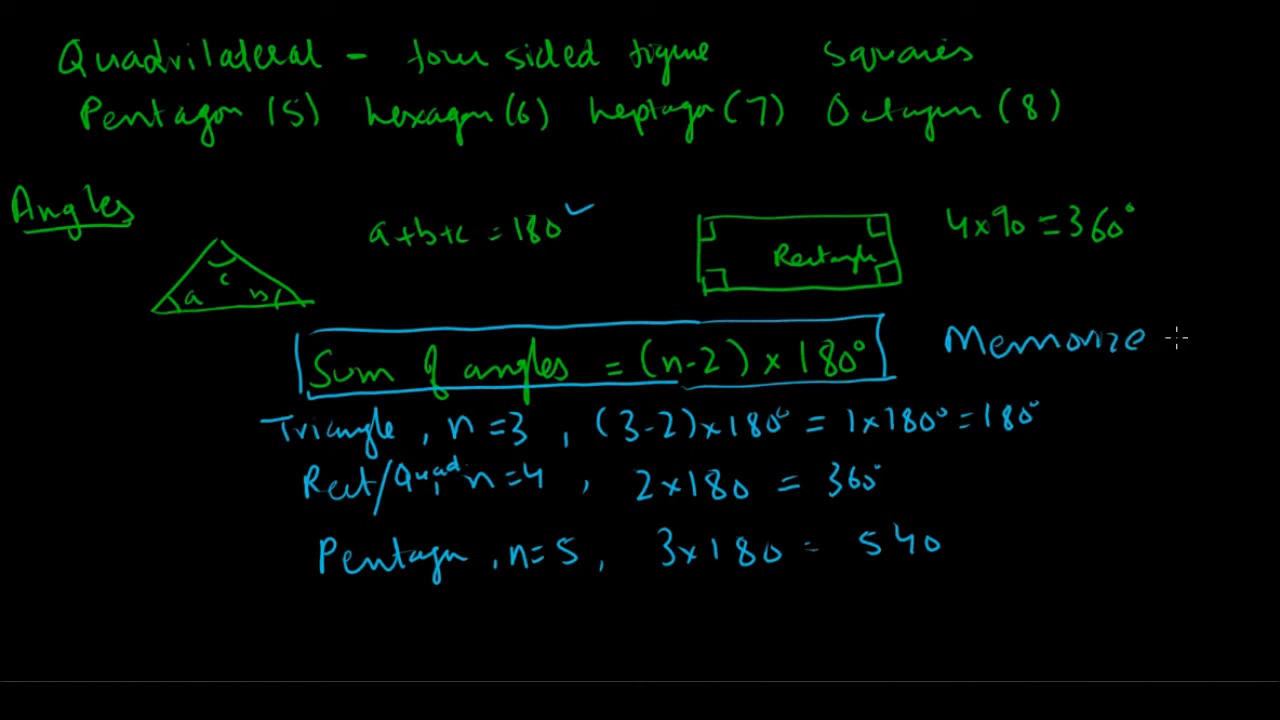 Quadrilateral - four sided figure squares
Pentagon (5) hexagon (6) heptagon (7) Octagon (8)
Angles
a+b+c = 180° ✓
4x90 = 360°
c
a b
Rectangle
Sum of angles = (n-2) x 180°
Memorize
Triangle, n=3, (3-2)x180° = 1x180° = 180°
Rect/Quad, n=4, 2x180 = 360°
Pentagon, n=5, 3x180 = 540